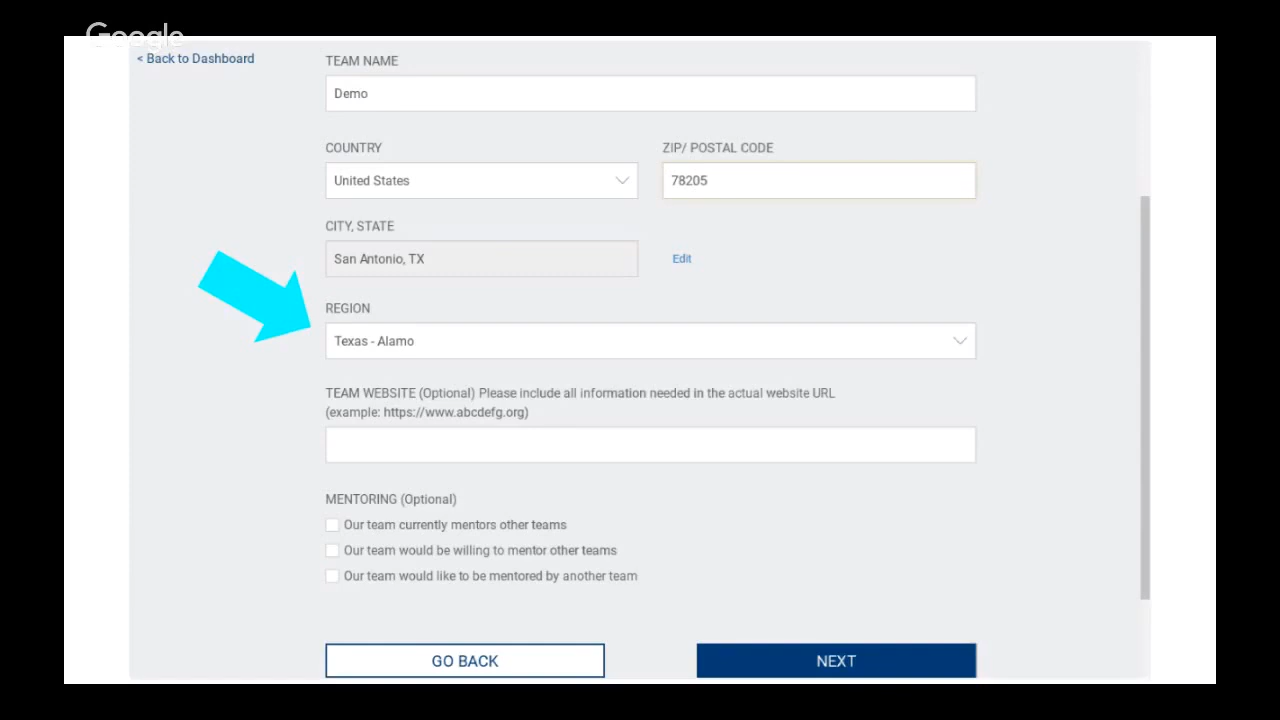 Google
< Back to Dashboard
TEAM NAME
Demo
COUNTRY
ZIP/ POSTAL CODE
United States
78205
CITY, STATE
San Antonio, TX
Edit
REGION
Texas - Alamo
TEAM WEBSITE (Optional) Please include all information needed in the actual website URL
(example: https://www.abcdefg.org)
MENTORING (Optional)
Our team currently mentors other teams
Our team would be willing to mentor other teams
Our team would like to be mentored by another team
GO BACK
NEXT